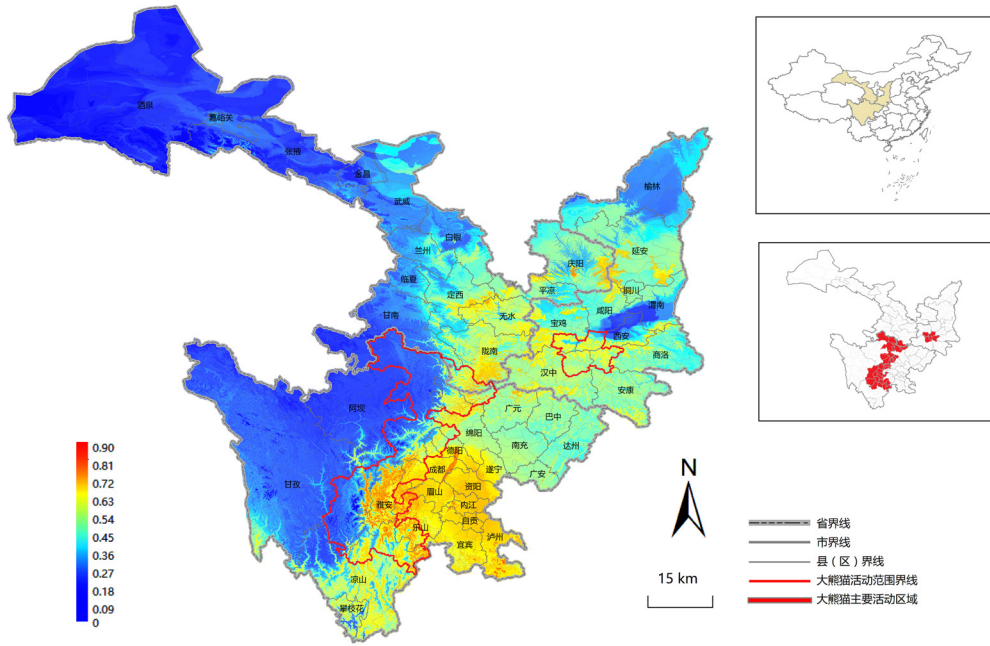 酒泉
嘉峪关
张掖
金昌
武威
榆林
白银
兰州
延安
庆阳
临夏
定西
平凉
铜川
渭南
甘南
天水
咸阳
宝鸡
西安
陇南
商洛
汉中
安康
阿坝
广元
巴中
绵阳
南充
达州
德阳
成都
遂宁
广安
甘孜
资阳
眉山
雅安
内江
自贡
乐山
泸州
宜宾
凉山
攀枝花
0.90
0.81
0.72
0.63
0.54
0.45
0.36
0.27
0.18
0.09
0
N
15 km
省界线
市界线
县（区）界线
大熊猫活动范围界线
大熊猫主要活动区域